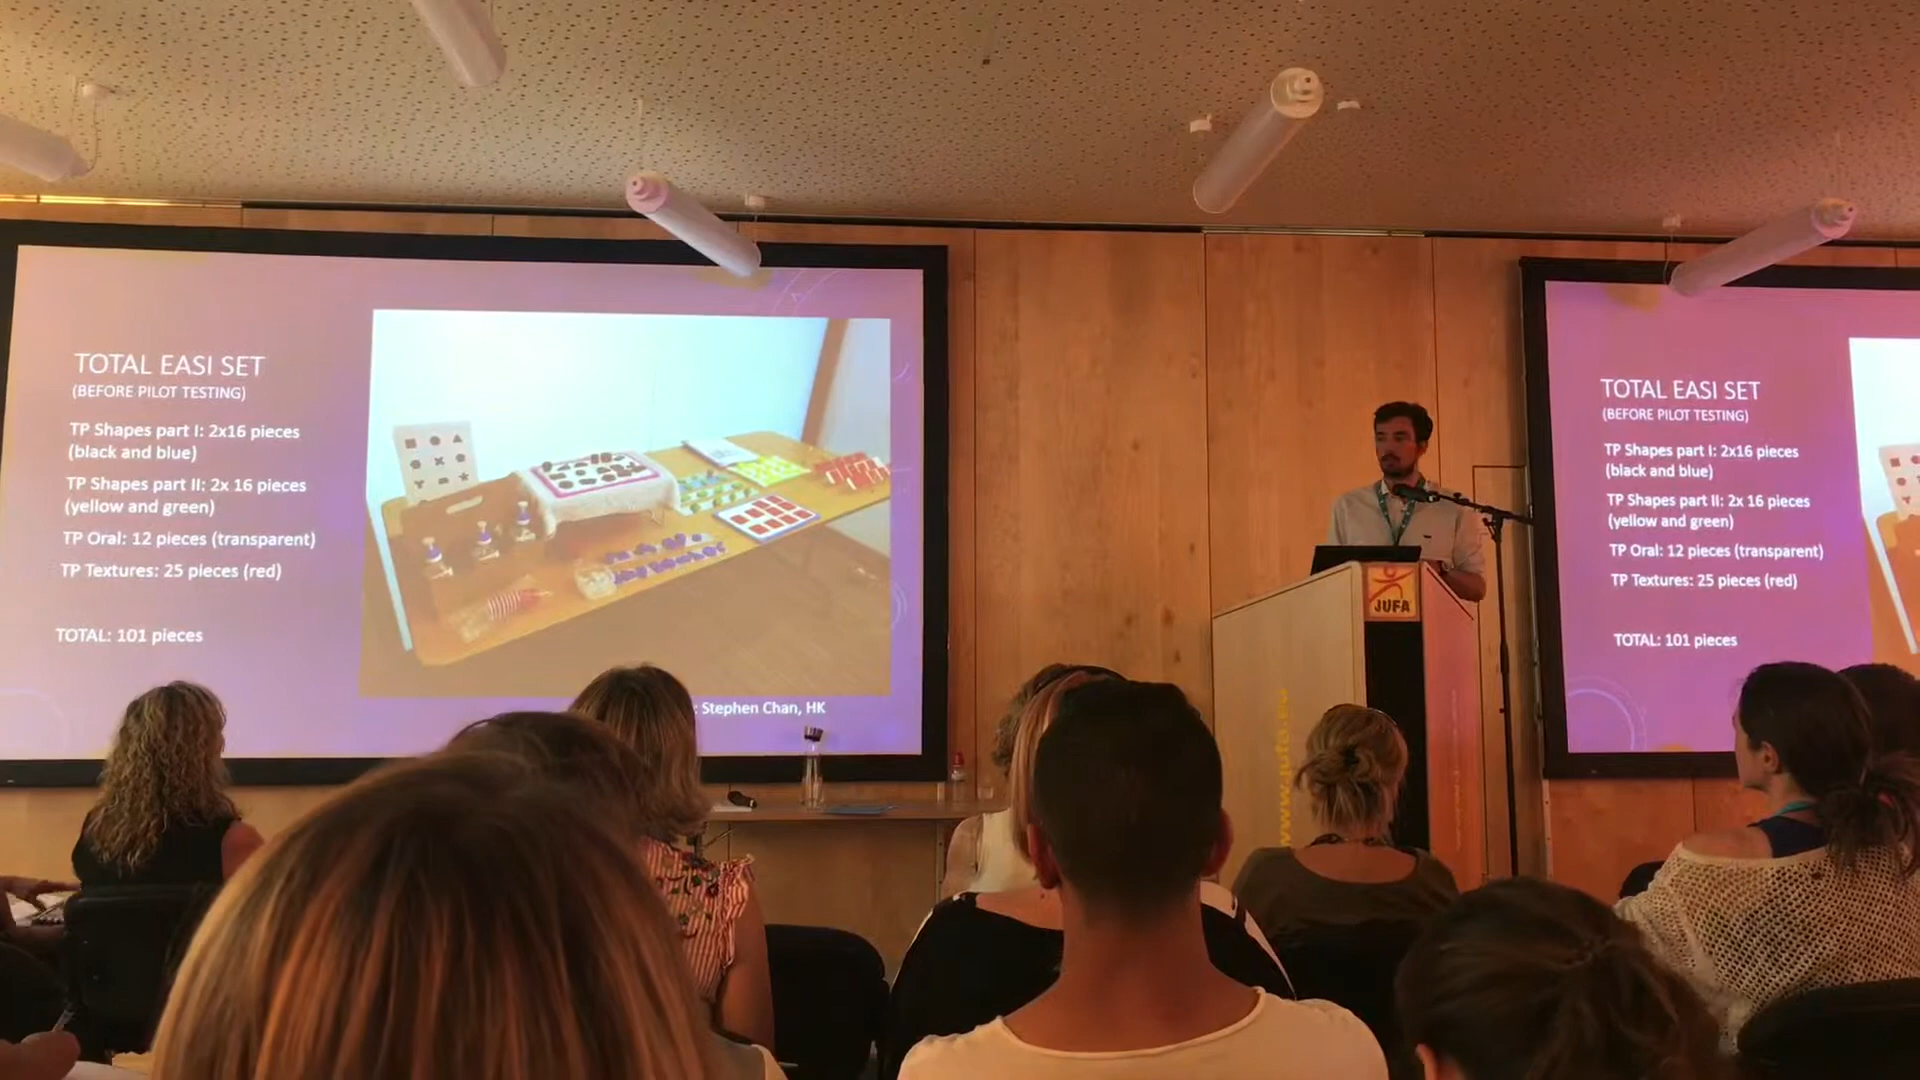 TOTAL EASI SET
(BEFORE PILOT TESTING)
TP Shapes part I: 2x16 pieces
(black and blue)
TP Shapes part II: 2x 16 pieces
(yellow and green)
TP Oral: 12 pieces (transparent)
TP Textures: 25 pieces (red)
TOTAL: 101 pieces
: Stephen Chan, HK
JUFA
www.jufa.eu
TOTAL EASI SET
(BEFORE PILOT TESTING)
TP Shapes part I: 2x16 pieces
(black and blue)
TP Shapes part II: 2x 16 pieces
(yellow and green)
TP Oral: 12 pieces (transparent)
TP Textures: 25 pieces (red)
TOTAL: 101 pieces